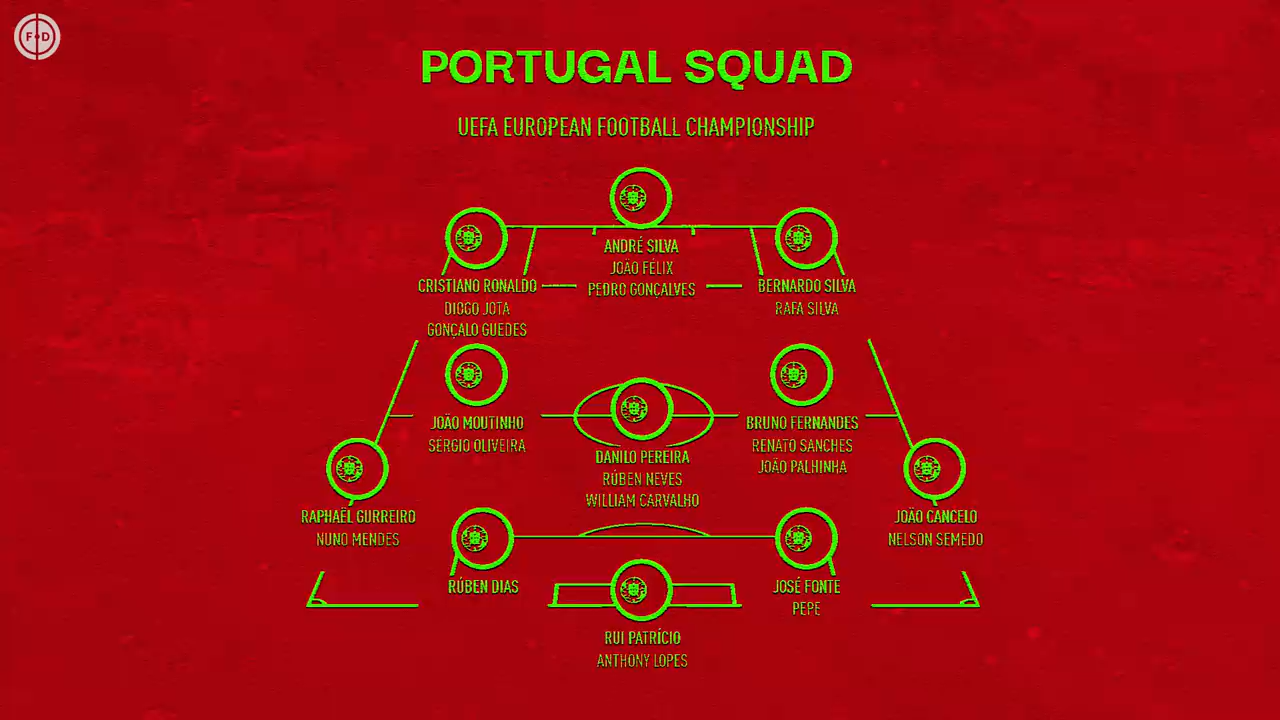 F D
PORTUGAL SQUAD
UEFA EUROPEAN FOOTBALL CHAMPIONSHIP
ANDRÉ SILVA
JOÃO FÉLIX
PEDRO GONÇALVES
CRISTIANO RONALDO
DIOGO JOTA
GONÇALO GUEDES
BERNARDO SILVA
RAFA SILVA
JOÃO MOUTINHO
SERGIO OLIVEIRA
DANILO PEREIRA
RÚBEN NEVES
WILLIAM CARVALHO
BRUNO FERNANDES
RENATO SANCHES
JOÃO PALHINHA
RAPHAËL GURREIRO
NUNO MENDES
JOÃO CANCELO
NELSON SEMEDO
RÚBEN DIAS
JOSÉ FONTE
PEPE
RUI PATRÍCIO
ANTHONY LOPES